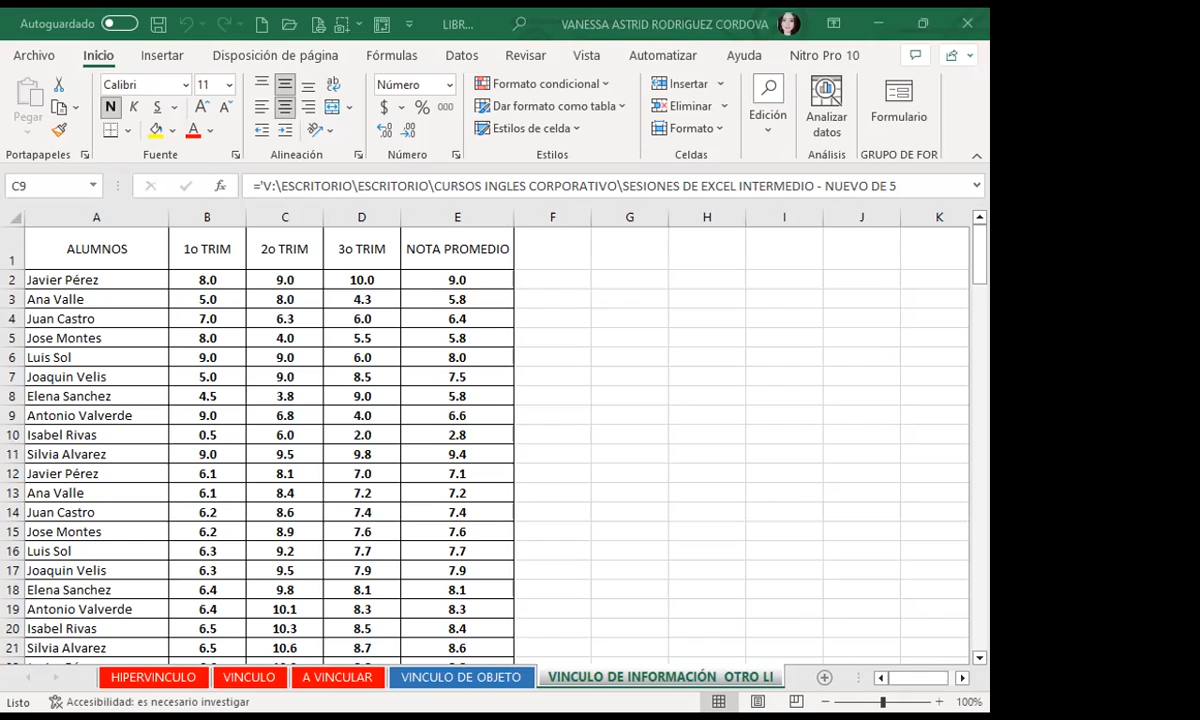 Autoguardado LIBR... VANESSA ASTRID RODRIGUEZ CORDOVA
Archivo Inicio Insertar Disposición de página Fórmulas Datos Revisar Vista Automatizar Ayuda Nitro Pro 10
Pegar
Portapapeles
Calibri 11
N K S A A
A
Fuente
ab
Alineación
Número
$ % 000
Número
Formato condicional
Dar formato como tabla
Estilos de celda
Estilos
Insertar
Eliminar
Formato
Celdas
Edición
Analizar
datos
Análisis
Formulario
GRUPO DE FOR
C9 fx ='V:\ESCRITORIO\ESCRITORIO\CURSOS INGLES CORPORATIVO\SESIONES DE EXCEL INTERMEDIO - NUEVO DE 5
A B C D E F G H I J K
1 ALUMNOS 1o TRIM 2o TRIM 3o TRIM NOTA PROMEDIO
2 Javier Pérez 8.0 9.0 10.0 9.0
3 Ana Valle 5.0 8.0 4.3 5.8
4 Juan Castro 7.0 6.3 6.0 6.4
5 Jose Montes 8.0 4.0 5.5 5.8
6 Luis Sol 9.0 9.0 6.0 8.0
7 Joaquin Velis 5.0 9.0 8.5 7.5
8 Elena Sanchez 4.5 3.8 9.0 5.8
9 Antonio Valverde 9.0 6.8 4.0 6.6
10 Isabel Rivas 0.5 6.0 2.0 2.8
11 Silvia Alvarez 9.0 9.5 9.8 9.4
12 Javier Pérez 6.1 8.1 7.0 7.1
13 Ana Valle 6.1 8.4 7.2 7.2
14 Juan Castro 6.2 8.6 7.4 7.4
15 Jose Montes 6.2 8.9 7.6 7.6
16 Luis Sol 6.3 9.2 7.7 7.7
17 Joaquin Velis 6.3 9.5 7.9 7.9
18 Elena Sanchez 6.4 9.8 8.1 8.1
19 Antonio Valverde 6.4 10.1 8.3 8.3
20 Isabel Rivas 6.5 10.3 8.5 8.4
21 Silvia Alvarez 6.5 10.6 8.7 8.6
HIPERVINCULO VINCULO A VINCULAR VINCULO DE OBJETO VINCULO DE INFORMACIÓN OTRO LI
Listo Accesibilidad: es necesario investigar 100%